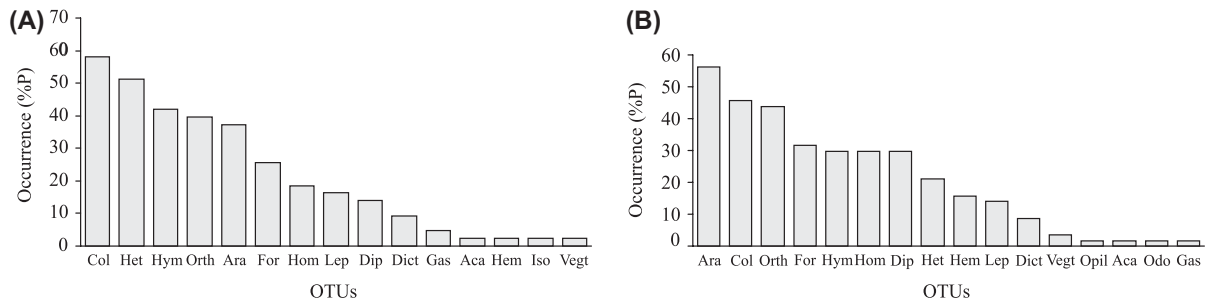 (A)
70
60
50
40
30
20
10
0
Occurrence (%P)
Col Het Hym Orth Ara For Hom Lep Dip Dict Gas Aca Hem Iso Vegt
OTUs
(B)
60
50
40
30
20
10
0
Occurrence (%P)
Ara Col Orth For Hym Hom Dip Het Hem Lep Dict Vegt Opil Aca Odo Gas
OTUs